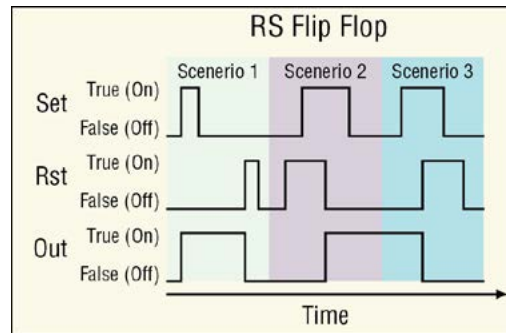 RS Flip Flop
Scenerio 1 Scenerio 2 Scenerio 3
Set True (On)
False (Off)
Rst True (On)
False (Off)
Out True (On)
False (Off)
Time